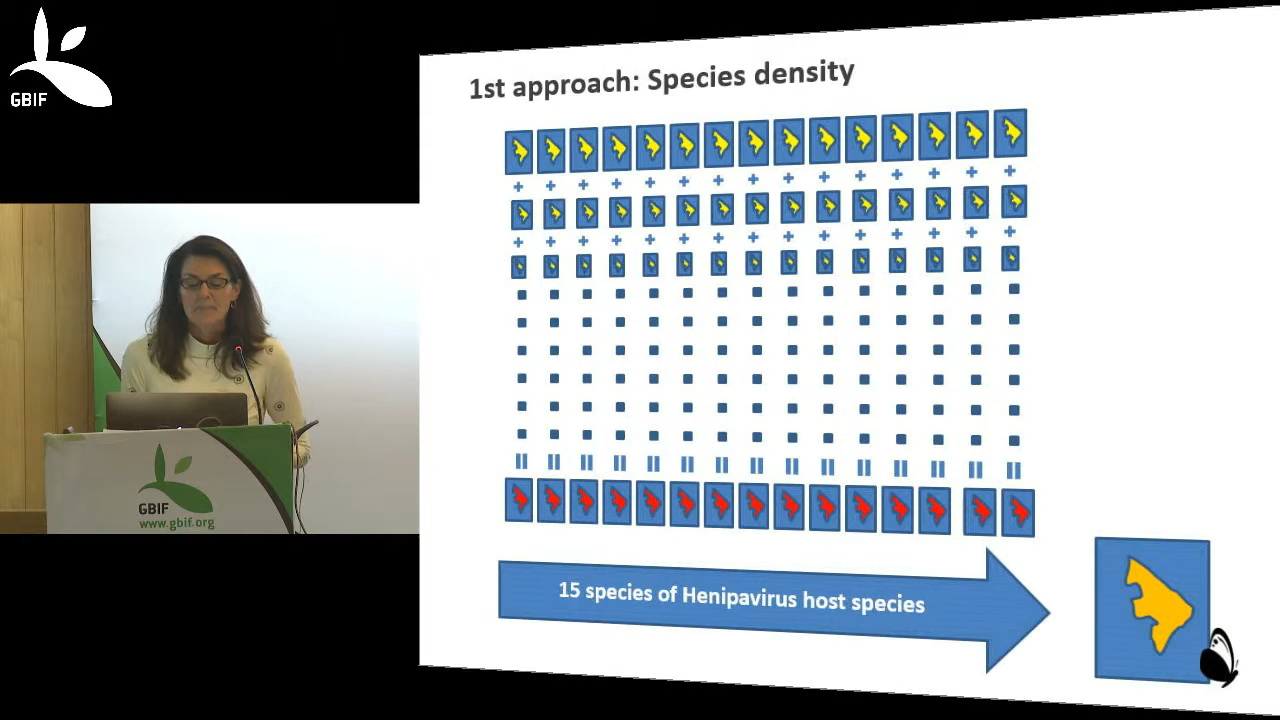 GBIF
1st approach: Species density
15 species of Henipavirus host species
GBIF
www.gbif.org